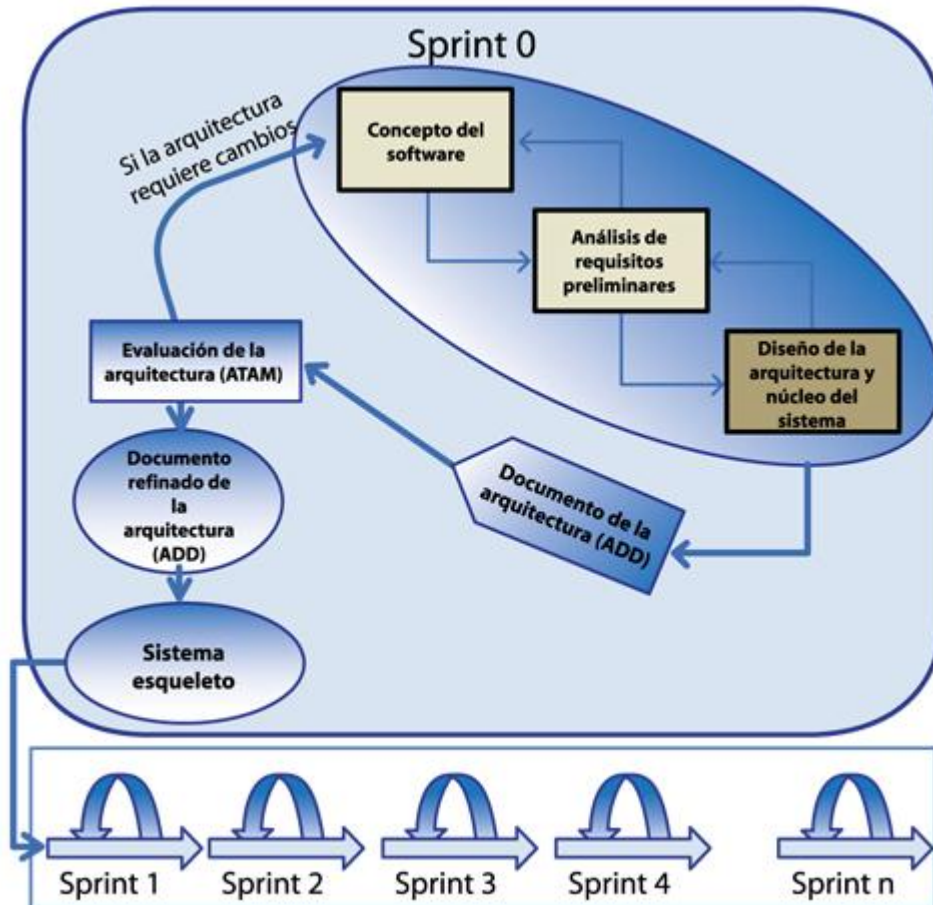 Sprint 0
Si la arquitectura
requiere cambios
Concepto del
software
Análisis de
requisitos
preliminares
Diseño de la
arquitectura y
núcleo del
sistema
Evaluación de la
arquitectura (ATAM)
Documento de la
arquitectura (ADD)
Documento
refinado de
la
arquitectura
(ADD)
Sistema
esqueleto
Sprint 1
Sprint 2
Sprint 3
Sprint 4
Sprint n